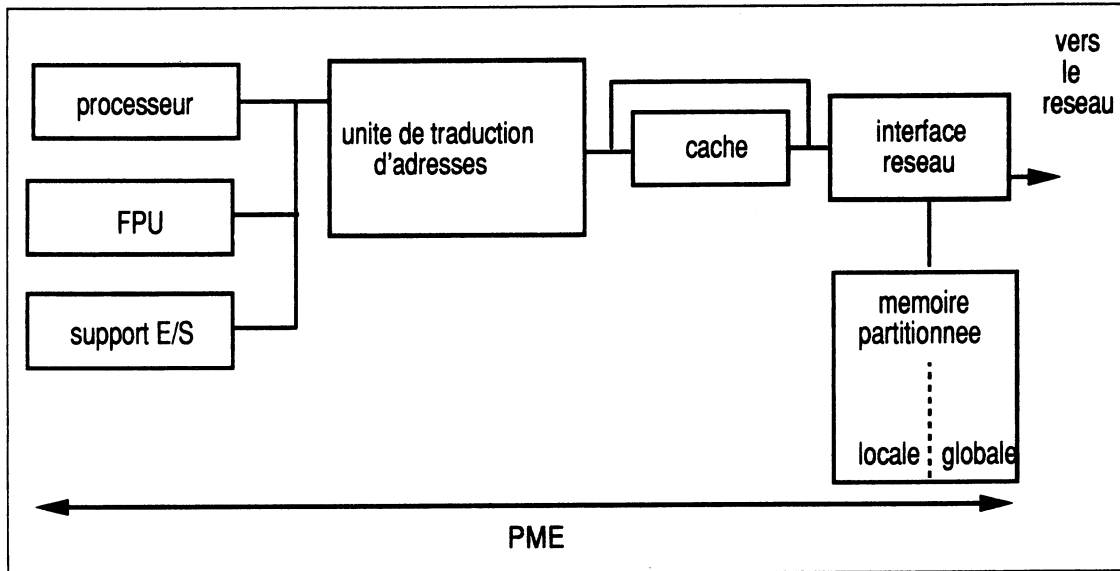 vers
le
reseau
processeur
unite de traduction
d'adresses
cache
interface
reseau
FPU
support E/S
memoire
partitionnee
locale globale
PME